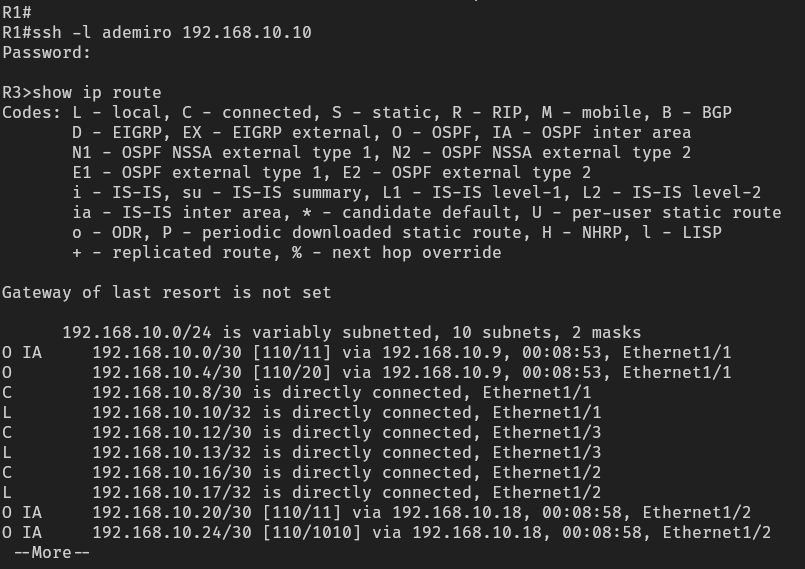 R1#
R1#ssh -l ademiro 192.168.10.10
Password:
R3>show ip route
Codes: L - local, C - connected, S - static, R - RIP, M - mobile, B - BGP
       D - EIGRP, EX - EIGRP external, O - OSPF, IA - OSPF inter area
       N1 - OSPF NSSA external type 1, N2 - OSPF NSSA external type 2
       E1 - OSPF external type 1, E2 - OSPF external type 2
       i - IS-IS, su - IS-IS summary, L1 - IS-IS level-1, L2 - IS-IS level-2
       ia - IS-IS inter area, * - candidate default, U - per-user static route
       o - ODR, P - periodic downloaded static route, H - NHRP, l - LISP
       + - replicated route, % - next hop override
Gateway of last resort is not set
      192.168.10.0/24 is variably subnetted, 10 subnets, 2 masks
O IA     192.168.10.0/30 [110/11] via 192.168.10.9, 00:08:53, Ethernet1/1
O        192.168.10.4/30 [110/20] via 192.168.10.9, 00:08:53, Ethernet1/1
C        192.168.10.8/30 is directly connected, Ethernet1/1
L        192.168.10.10/32 is directly connected, Ethernet1/1
C        192.168.10.12/30 is directly connected, Ethernet1/3
L        192.168.10.13/32 is directly connected, Ethernet1/3
C        192.168.10.16/30 is directly connected, Ethernet1/2
L        192.168.10.17/32 is directly connected, Ethernet1/2
O IA     192.168.10.20/30 [110/11] via 192.168.10.18, 00:08:58, Ethernet1/2
O IA     192.168.10.24/30 [110/1010] via 192.168.10.18, 00:08:58, Ethernet1/2
 --More--